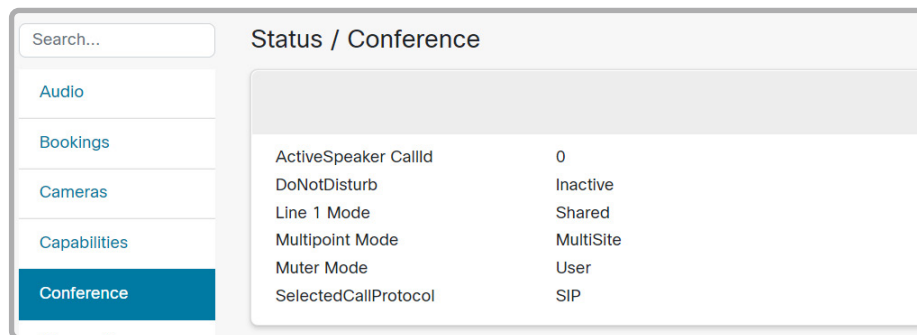 Search...
Status / Conference
Audio
Bookings
Cameras
Capabilities
Conference
ActiveSpeaker CallId 0
DoNotDisturb Inactive
Line 1 Mode Shared
Multipoint Mode MultiSite
Muter Mode User
SelectedCallProtocol SIP